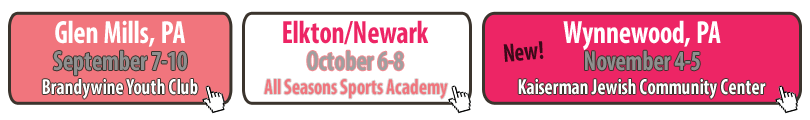 Glen Mills, PA
September 7-10
Brandywine Youth Club
Elkton/Newark
October 6-8
All Seasons Sports Academy
New!
Wynnewood, PA
November 4-5
Kaiserman Jewish Community Center